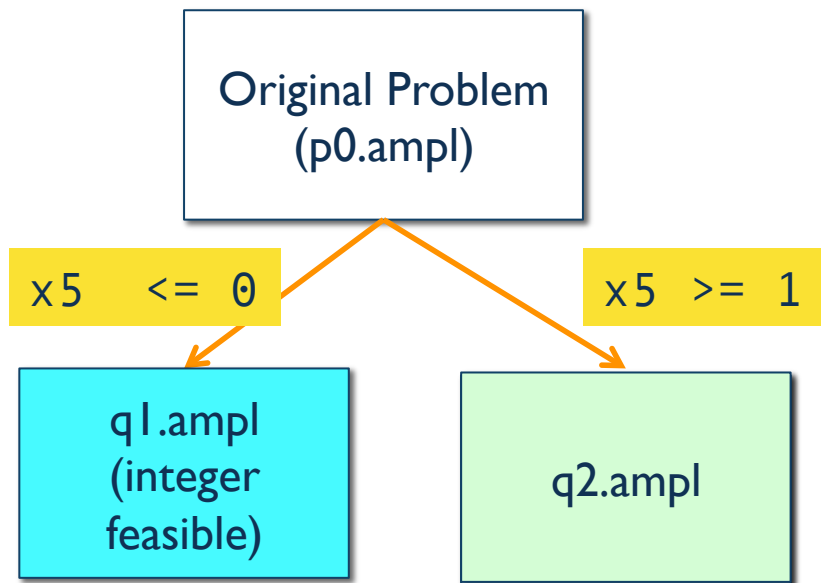 Original Problem
(p0.ampl)
x5 <= 0
x5 >= 1
q1.ampl
(integer
feasible)
q2.ampl